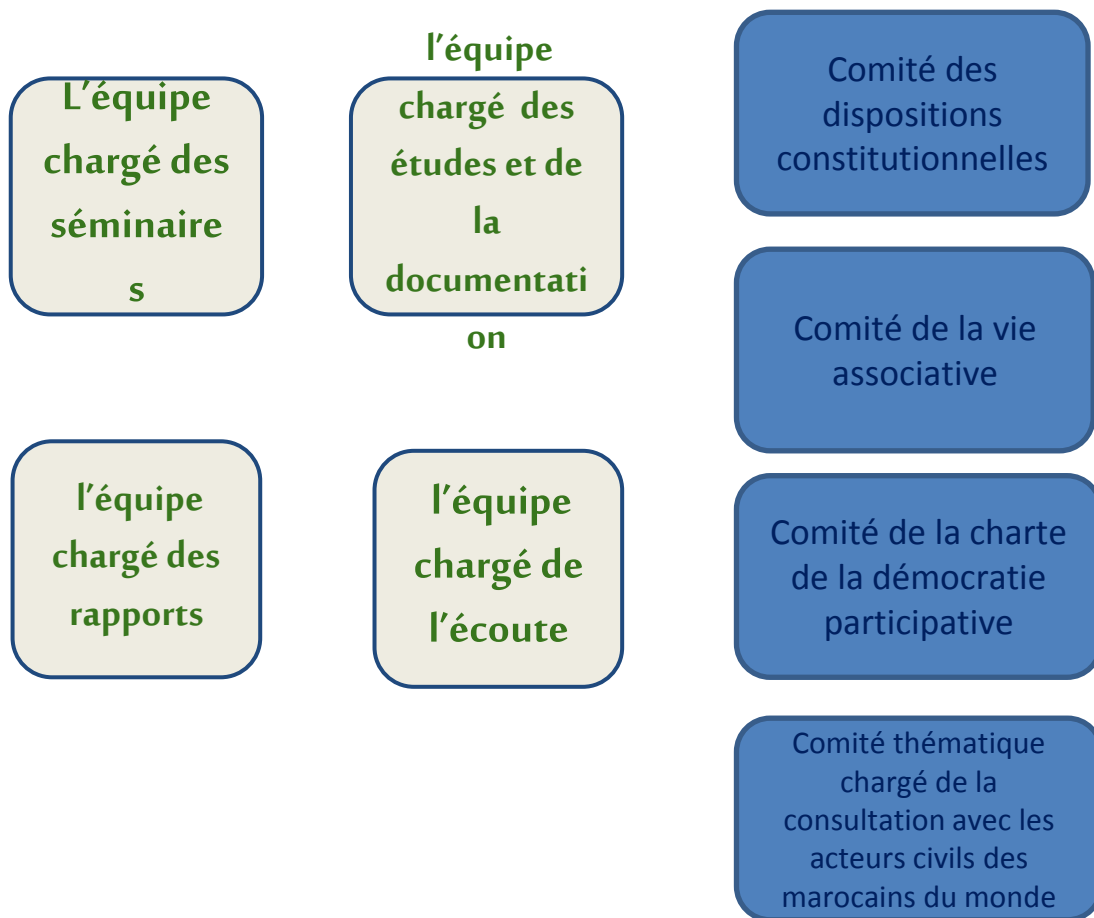 L'équipe
chargé des
séminaire
s
l'équipe
chargé des
études et de
la
documentati
on
Comité des
dispositions
constitutionnelles
Comité de la vie
associative
l'équipe
chargé des
rapports
l'équipe
chargé de
l'écoute
Comité de la charte
de la démocratie
participative
Comité thématique
chargé de la
consultation avec les
acteurs civils des
marocains du monde